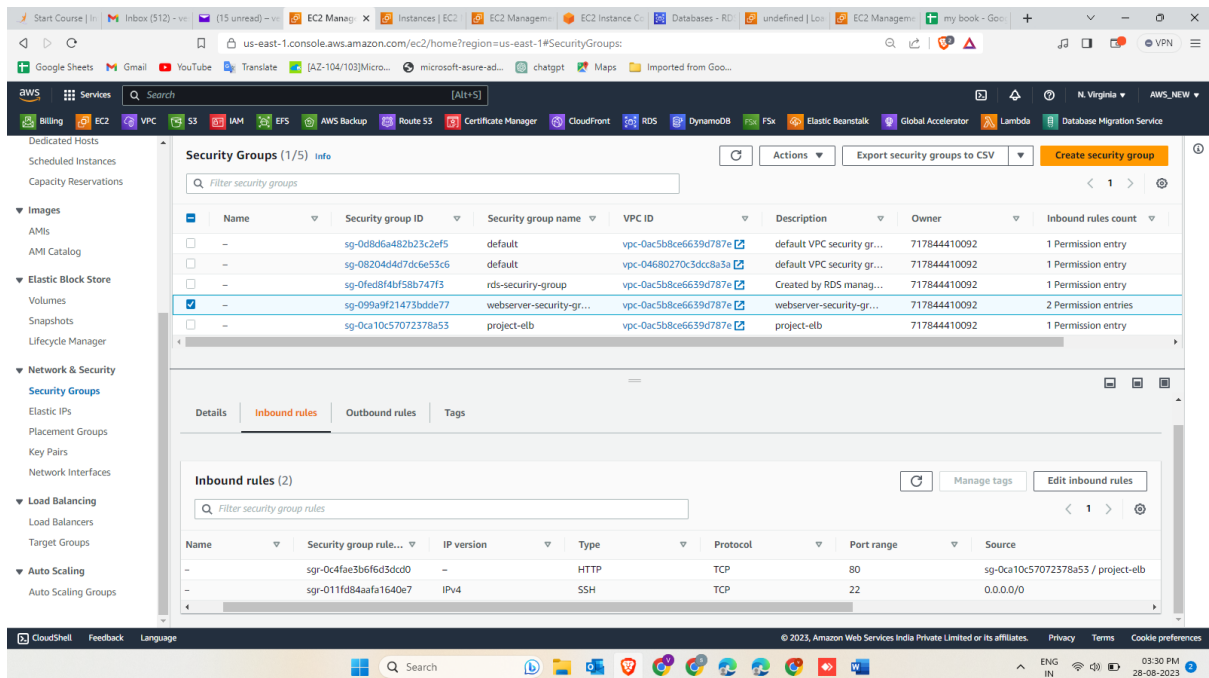 Start Course | In
Inbox (512) - ve
(15 unread) - ve
EC2 Manag
Instances | EC2
EC2 Manageme
EC2 Instance Co
Databases - RD
undefined | Loa
EC2 Manageme
my book - Goo
us-east-1.console.aws.amazon.com/ec2/home?region=us-east-1#SecurityGroups:
VPN
Google Sheets Gmail YouTube Translate [AZ-104/103]Micro... microsoft-asure-ad... chatgpt Maps Imported from Goo...
aws Services Search [Alt+S] N. Virginia AWS_NEW
Billing EC2 VPC S3 IAM EFS AWS Backup Route 53 Certificate Manager CloudFront RDS DynamoDB FSx FSx Elastic Beanstalk Global Accelerator Lambda Database Migration Service
Dedicated Hosts
Scheduled Instances
Capacity Reservations
Images
AMIs
AMI Catalog
Elastic Block Store
Volumes
Snapshots
Lifecycle Manager
Network & Security
Security Groups
Elastic IPs
Placement Groups
Key Pairs
Network Interfaces
Load Balancing
Load Balancers
Target Groups
Auto Scaling
Auto Scaling Groups
Security Groups (1/5) Info
Actions Export security groups to CSV Create security group
Filter security groups
1
Name Security group ID Security group name VPC ID Description Owner Inbound rules count
– sg-0d8d6a482b23c2ef5 default vpc-0ac5b8ce6639d787e default VPC security gr... 717844410092 1 Permission entry
– sg-08204d4d7dc6e53c6 default vpc-04680270c3dcc8a3a default VPC security gr... 717844410092 1 Permission entry
– sg-0fed8f4bf58b747f3 rds-securiry-group vpc-0ac5b8ce6639d787e Created by RDS manag... 717844410092 1 Permission entry
– sg-099a9f21473bdde77 webserver-security-gr... vpc-0ac5b8ce6639d787e webserver-security-gr... 717844410092 2 Permission entries
– sg-0ca10c57072378a53 project-elb vpc-0ac5b8ce6639d787e project-elb 717844410092 1 Permission entry
Details Inbound rules Outbound rules Tags
Inbound rules (2)
Manage tags Edit inbound rules
Filter security group rules
1
Name Security group rule... IP version Type Protocol Port range Source
– sgr-0c4fae3b6f6d3dcd0 – HTTP TCP 80 sg-0ca10c57072378a53 / project-elb
– sgr-011fd84aafa1640e7 IPv4 SSH TCP 22 0.0.0.0/0
CloudShell Feedback Language © 2023, Amazon Web Services India Private Limited or its affiliates. Privacy Terms Cookie preferences
Search
ENG
IN
03:30 PM
28-08-2023
2